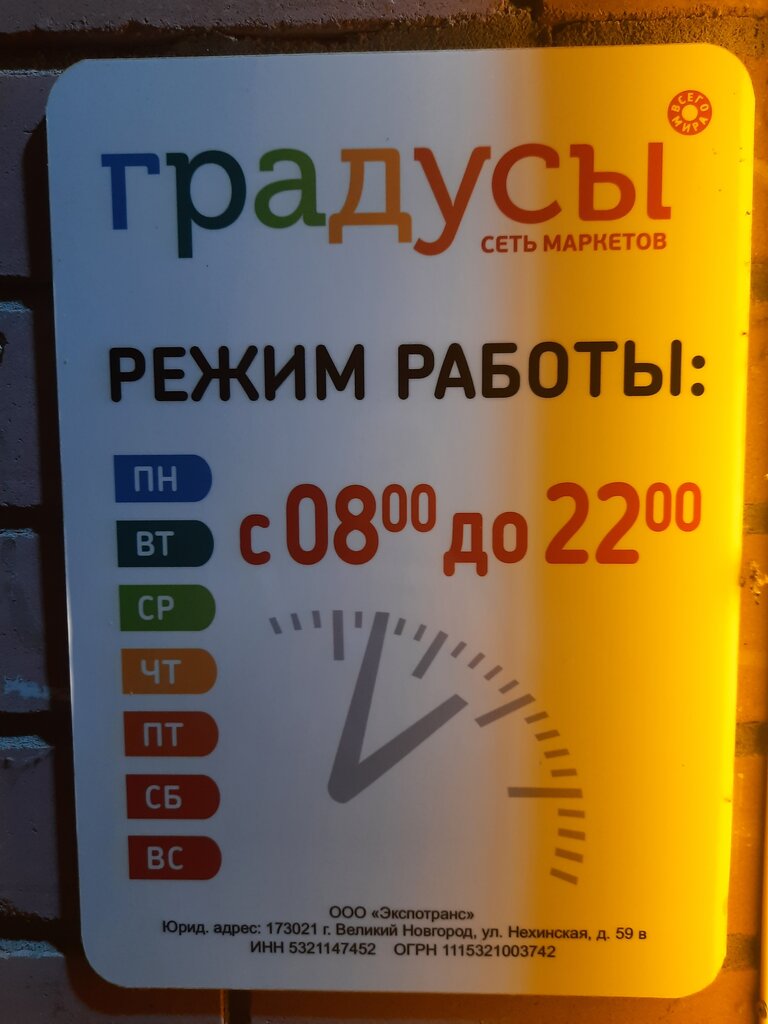 ВСЕГО МИРА
градусы
СЕТЬ МАРКЕТОВ
РЕЖИМ РАБОТЫ:
ПН
ВТ
с 08⁰⁰ до 22⁰⁰
СР
ЧТ
ПТ
СБ
ВС
ООО «Экспотранс»
Юрид. адрес: 173021 г. Великий Новгород, ул. Нехинская, д. 59 в
ИНН 5321147452 ОГРН 1115321003742